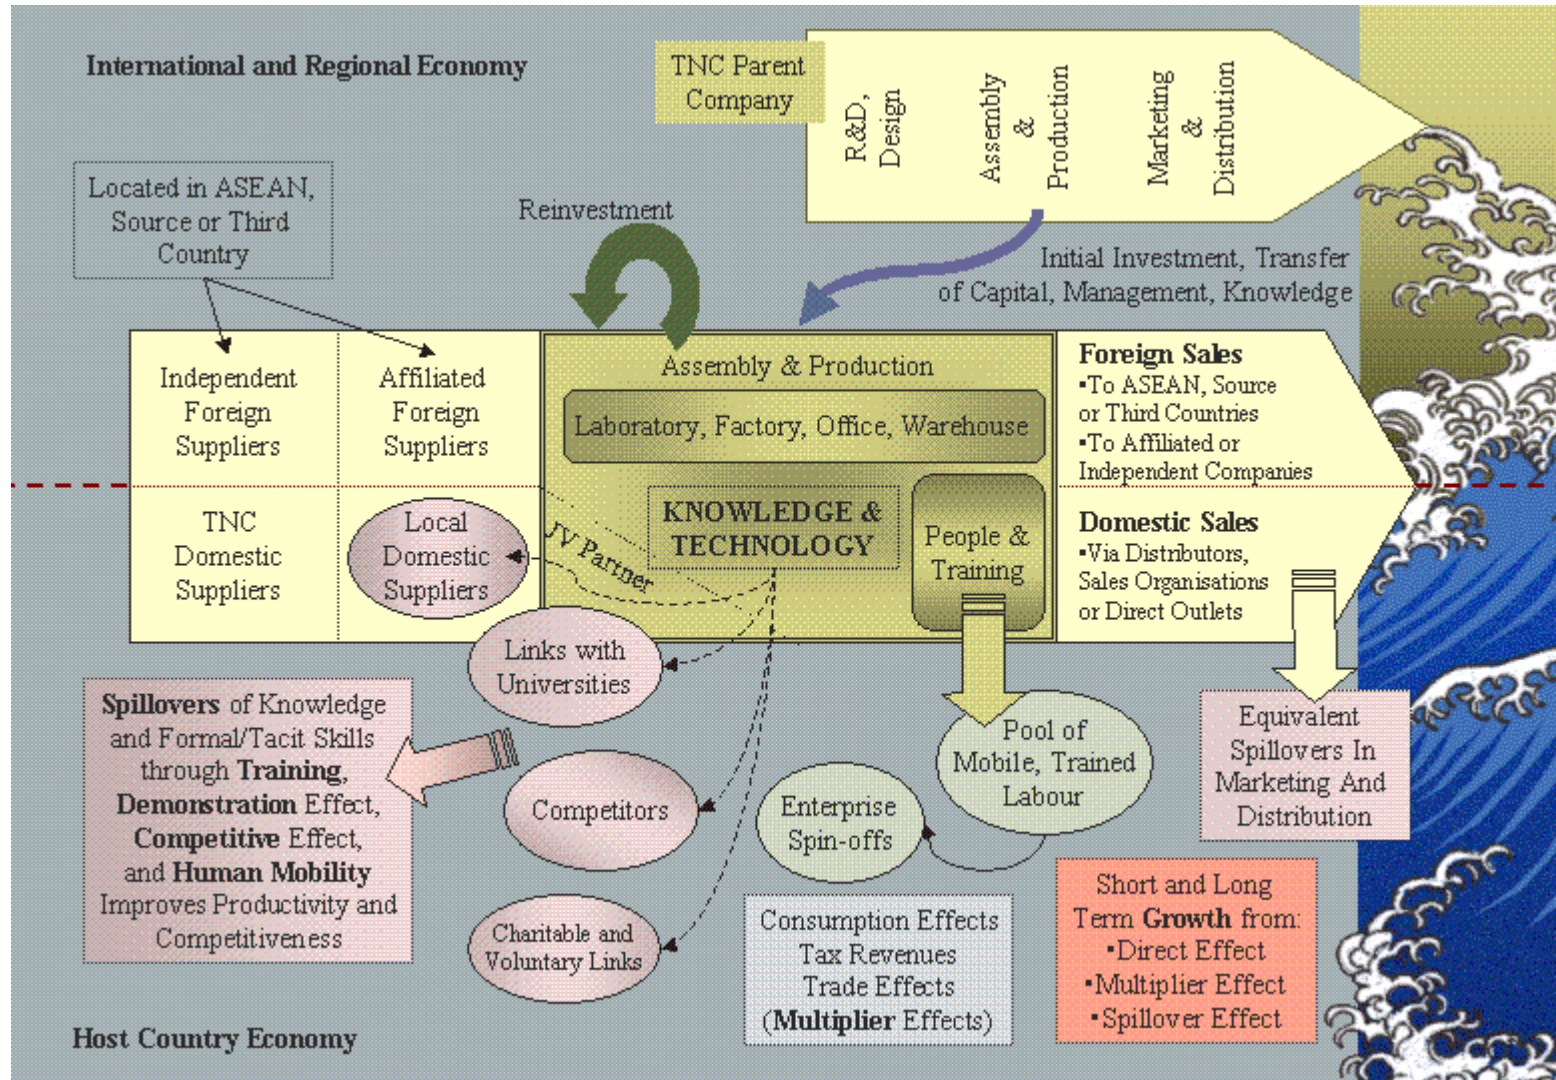 International and Regional Economy
TNC Parent
Company
R&D,
Design
Assembly
&
Production
Marketing
&
Distribution
Located in ASEAN,
Source or Third
Country
Reinvestment
Initial Investment, Transfer
of Capital, Management, Knowledge
Independent
Foreign
Suppliers
Affiliated
Foreign
Suppliers
Assembly & Production
Laboratory, Factory, Office, Warehouse
Foreign Sales
▪To ASEAN, Source
or Third Countries
▪To Affiliated or
Independent Companies
TNC
Domestic
Suppliers
Local
Domestic
Suppliers
JV Partner
KNOWLEDGE &
TECHNOLOGY
People &
Training
Domestic Sales
▪Via Distributors,
Sales Organisations
or Direct Outlets
Links with
Universities
Spillovers of Knowledge
and Formal/Tacit Skills
through Training,
Demonstration Effect,
Competitive Effect,
and Human Mobility
Improves Productivity and
Competitiveness
Competitors
Charitable and
Voluntary Links
Enterprise
Spin-offs
Pool of
Mobile, Trained
Labour
Equivalent
Spillovers In
Marketing And
Distribution
Consumption Effects
Tax Revenues
Trade Effects
(Multiplier Effects)
Short and Long
Term Growth from:
▪Direct Effect
▪Multiplier Effect
▪Spillover Effect
Host Country Economy